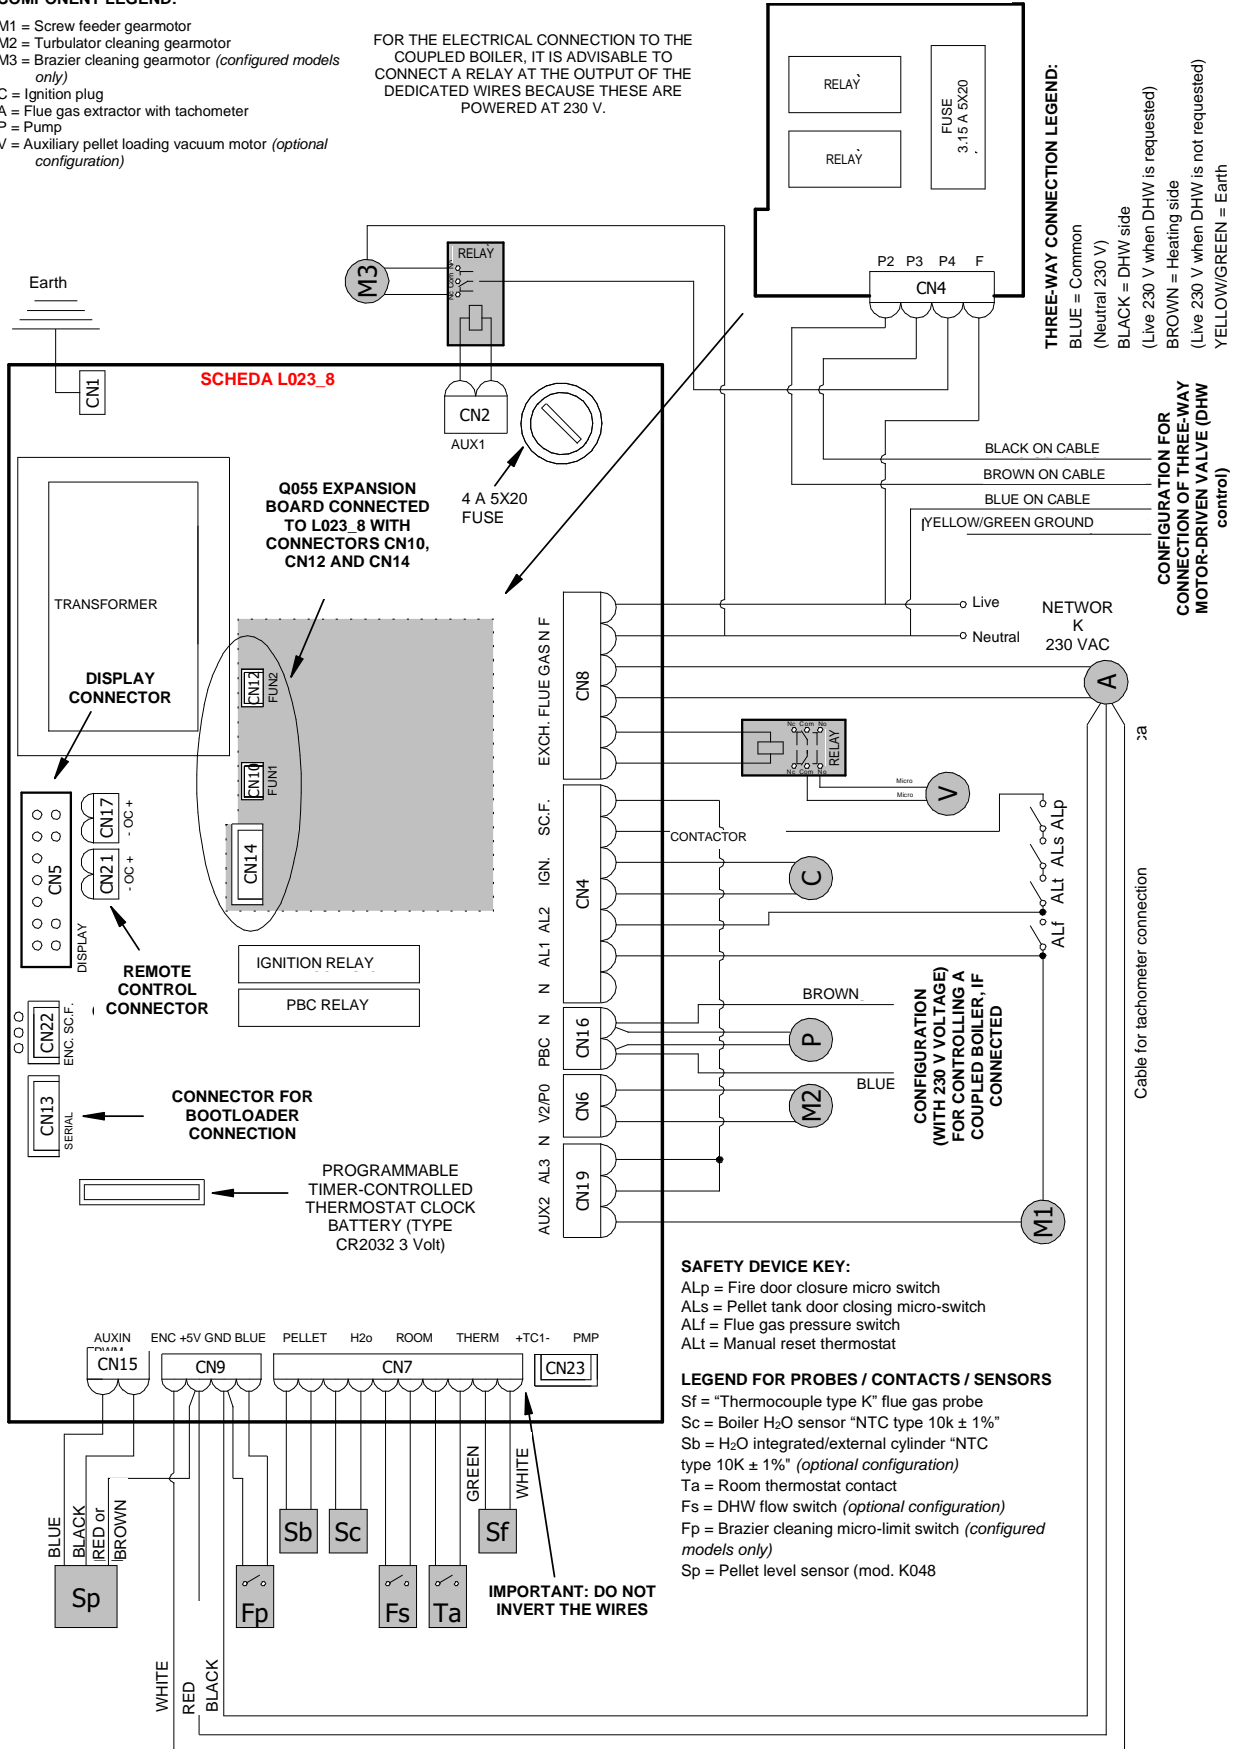 COMPONENT LEGEND:
M1 = Screw feeder gearmotor
M2 = Turbulator cleaning gearmotor
M3 = Brazier cleaning gearmotor (configured models
only)
C = Ignition plug
A = Flue gas extractor with tachometer
P = Pump
V = Auxiliary pellet loading vacuum motor (optional
configuration)
FOR THE ELECTRICAL CONNECTION TO THE
COUPLED BOILER, IT IS ADVISABLE TO
CONNECT A RELAY AT THE OUTPUT OF THE
DEDICATED WIRES BECAUSE THESE ARE
POWERED AT 230 V.
RELAY
RELAY
FUSE
3.15 A 5X20
P2 P3 P4 F
CN4
THREE-WAY CONNECTION LEGEND:
BLUE = Common
(Neutral 230 V)
BLACK = DHW side
(Live 230 V when DHW is requested)
BROWN = Heating side
(Live 230 V when DHW is not requested)
YELLOW/GREEN = Earth
Earth
CN1
M3
RELAY
Nc Com N°
SCHEDA L023_8
CN2
AUX1
4 A 5X20
FUSE
Q055 EXPANSION
BOARD CONNECTED
TO L023_8 WITH
CONNECTORS CN10,
CN12 AND CN14
BLACK ON CABLE
BROWN ON CABLE
BLUE ON CABLE
YELLOW/GREEN GROUND
CONFIGURATION FOR
CONNECTION OF THREE-WAY
MOTOR-DRIVEN VALVE (DHW
control)
TRANSFORMER
Live
Neutral
NETWOR
K
230 VAC
A
DISPLAY
CONNECTOR
CN12
FUN2
CN10
FUN1
CN14
CN8
EXCH. FLUE GAS N F
Nc Com No
Nc Com No
RELAY
Micro
Micro
V
CN5
DISPLAY
CN17
- OC +
CN21
- OC +
CN4
N AL1 AL2 IGN. SC.F.
CONTACTOR
C
ALf ALt ALs ALp
ca
Cable for tachometer connection
REMOTE
CONTROL
CONNECTOR
IGNITION RELAY
PBC RELAY
CN22
ENC. SC.F.
CN16
PBC N
BROWN
P
BLUE
CONFIGURATION
(WITH 230 V VOLTAGE)
FOR CONTROLLING A
COUPLED BOILER, IF
CONNECTED
CN13
SERIAL
CONNECTOR FOR
BOOTLOADER
CONNECTION
CN6
V2/P0
M2
CN19
AUX2 AL3 N
M1
PROGRAMMABLE
TIMER-CONTROLLED
THERMOSTAT CLOCK
BATTERY (TYPE
CR2032 3 Volt)
SAFETY DEVICE KEY:
ALp = Fire door closure micro switch
ALs = Pellet tank door closing micro-switch
ALf = Flue gas pressure switch
ALt = Manual reset thermostat
AUXIN
PWM
ENC +5V GND BLUE PELLET H2o ROOM THERM +TC1- PMP
CN15
CN9
CN7
CN23
LEGEND FOR PROBES / CONTACTS / SENSORS
Sf = “Thermocouple type K” flue gas probe
Sc = Boiler H2O sensor “NTC type 10k ± 1%”
Sb = H2O integrated/external cylinder “NTC
type 10K ± 1%” (optional configuration)
Ta = Room thermostat contact
Fs = DHW flow switch (optional configuration)
Fp = Brazier cleaning micro-limit switch (configured
models only)
Sp = Pellet level sensor (mod. K048
BLUE
BLACK
RED or
BROWN
GREEN
WHITE
Sp
Sb
Sc
Sf
Fp
Fs
Ta
IMPORTANT: DO NOT
INVERT THE WIRES
WHITE
RED
BLACK